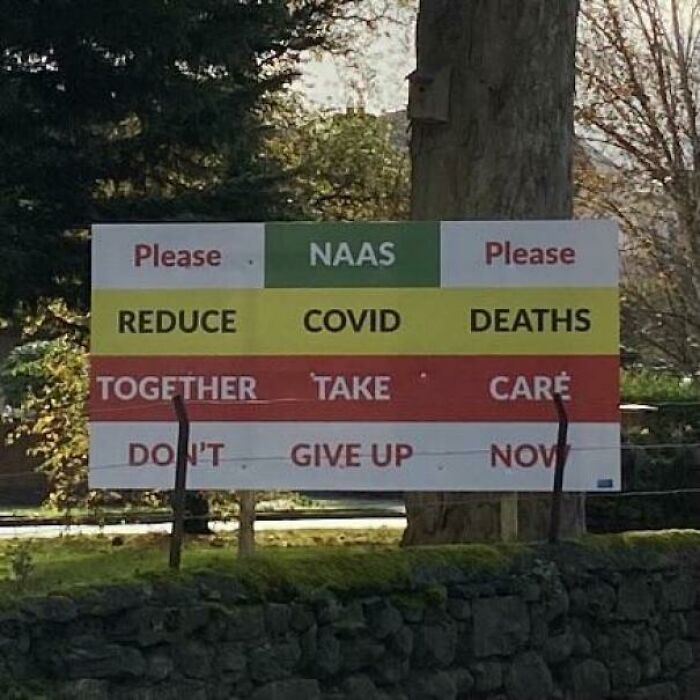 Please NAAS Please
REDUCE COVID DEATHS
TOGETHER TAKE CARE
DON'T GIVE UP NOW